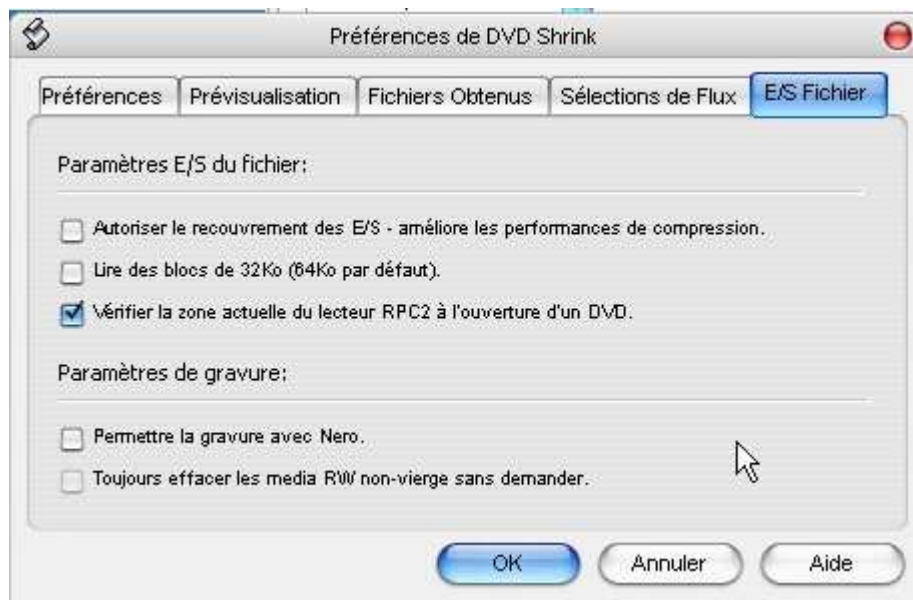 Préférences de DVD Shrink
Préférences Prévisualisation Fichiers Obtenus Sélections de Flux E/S Fichier
Paramètres E/S du fichier:
Autoriser le recouvrement des E/S - améliore les performances de compression.
Lire des blocs de 32Ko (64Ko par défaut).
Vérifier la zone actuelle du lecteur RPC2 à l'ouverture d'un DVD.
Paramètres de gravure:
Permettre la gravure avec Nero.
Toujours effacer les media RW non-vierge sans demander.
OK Annuler Aide